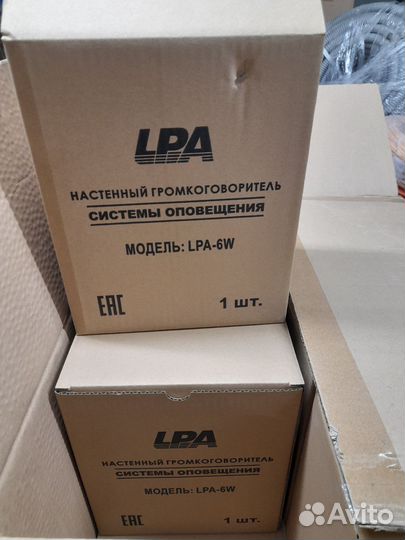 LPA
НАСТЕННЫЙ ГРОМКОГОВОРИТЕЛЬ
СИСТЕМЫ ОПОВЕЩЕНИЯ
МОДЕЛЬ: LPA-6W
EAC 1 шт.
LPA
НАСТЕННЫЙ ГРОМКОГОВОРИТЕЛЬ
СИСТЕМЫ ОПОВЕЩЕНИЯ
МОДЕЛЬ: LPA-6W
EAC 1 шт.
Avito